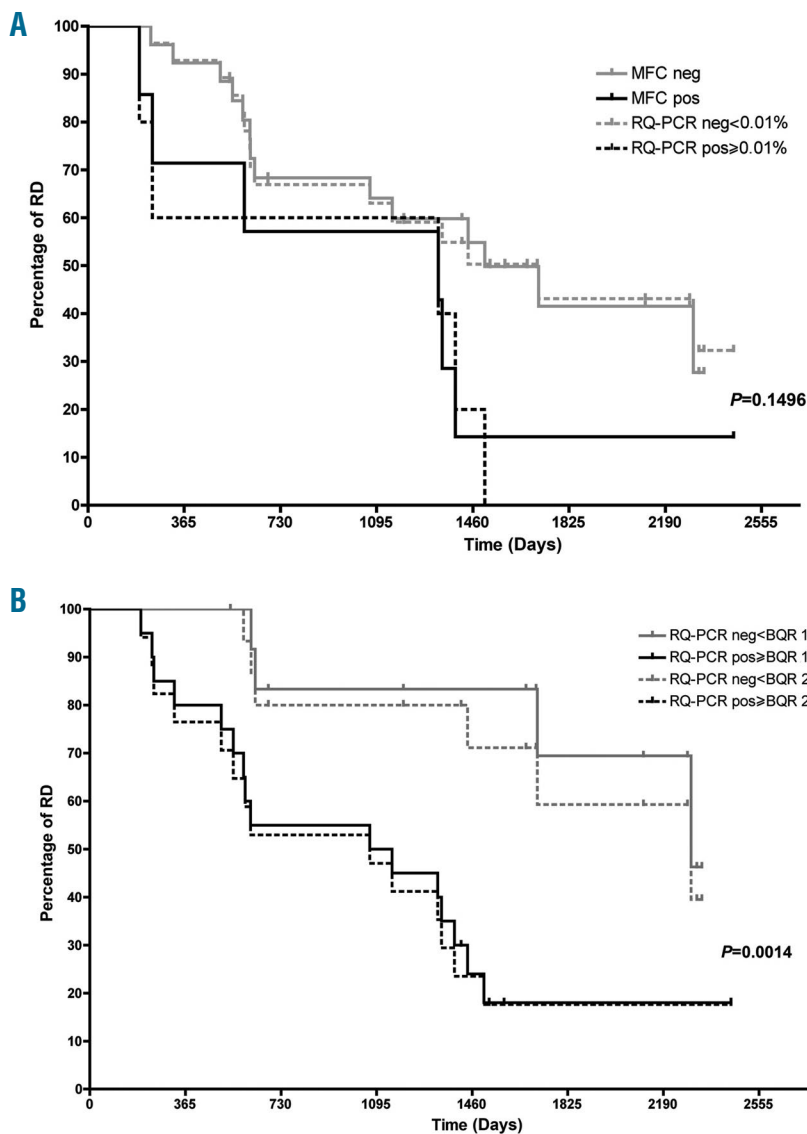 A
100
90
80
70
60
50
40
30
20
10
0
Percentage of RD
MFC neg
MFC pos
RQ-PCR neg<0.01%
RQ-PCR pos≥0.01%
P=0.1496
0 365 730 1095 1460 1825 2190 2555
Time (Days)
B
100
90
80
70
60
50
40
30
20
10
0
Percentage of RD
RQ-PCR neg<BQR 1
RQ-PCR pos≥BQR 1
RQ-PCR neg<BQR 2
RQ-PCR pos≥BQR 2
P=0.0014
0 365 730 1095 1460 1825 2190 2555
Time (Days)